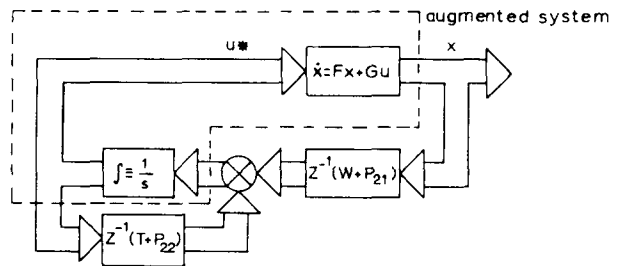 augmented system
u* x
ẋ=Fx+Gu
∫≡1/s Z⁻¹(W+P₂₁)
Z⁻¹(T+P₂₂)